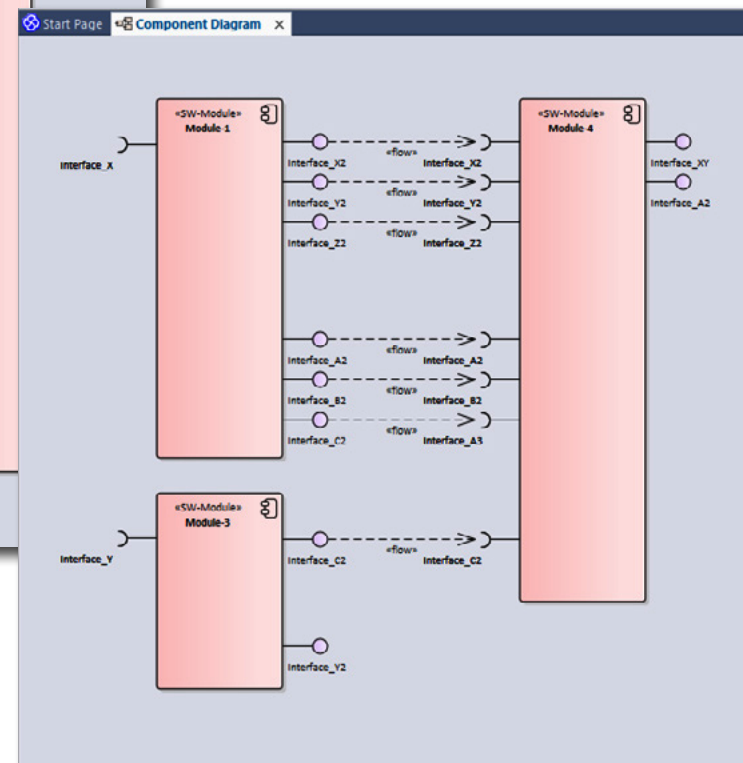 Start Page
Component Diagram X
«SW-Module»
Module-1
Interface_X
Interface_X2
«flow»
Interface_X2
Interface_Y2
«flow»
Interface_Y2
Interface_Z2
«flow»
Interface_Z2
Interface_A2
«flow»
Interface_A2
Interface_B2
«flow»
Interface_B2
Interface_C2
«flow»
Interface_A3
«SW-Module»
Module-4
Interface_XY
Interface_A2
«SW-Module»
Module-3
Interface_Y
Interface_C2
«flow»
Interface_C2
Interface_Y2